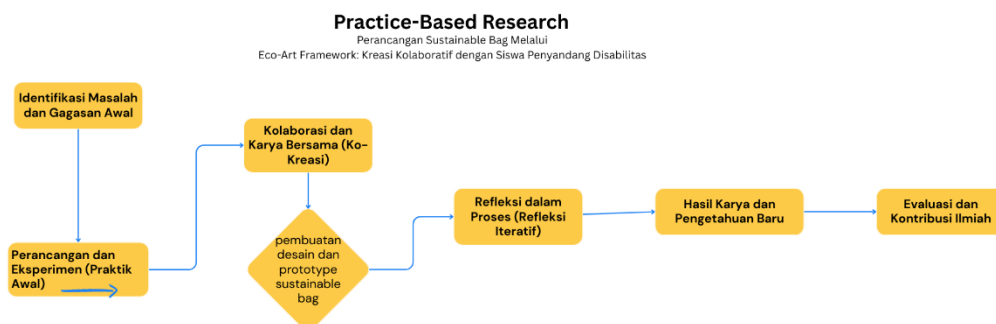 Practice-Based Research
Perancangan Sustainable Bag Melalui
Eco-Art Framework: Kreasi Kolaboratif dengan Siswa Penyandang Disabilitas
Identifikasi Masalah
dan Gagasan Awal
Perancangan dan
Eksperimen (Praktik
Awal)
Kolaborasi dan
Karya Bersama (Ko-
Kreasi)
pembuatan
desain dan
prototype
sustainable
bag
Refleksi dalam
Proses (Refleksi
Iteratif)
Hasil Karya dan
Pengetahuan Baru
Evaluasi dan
Kontribusi Ilmiah